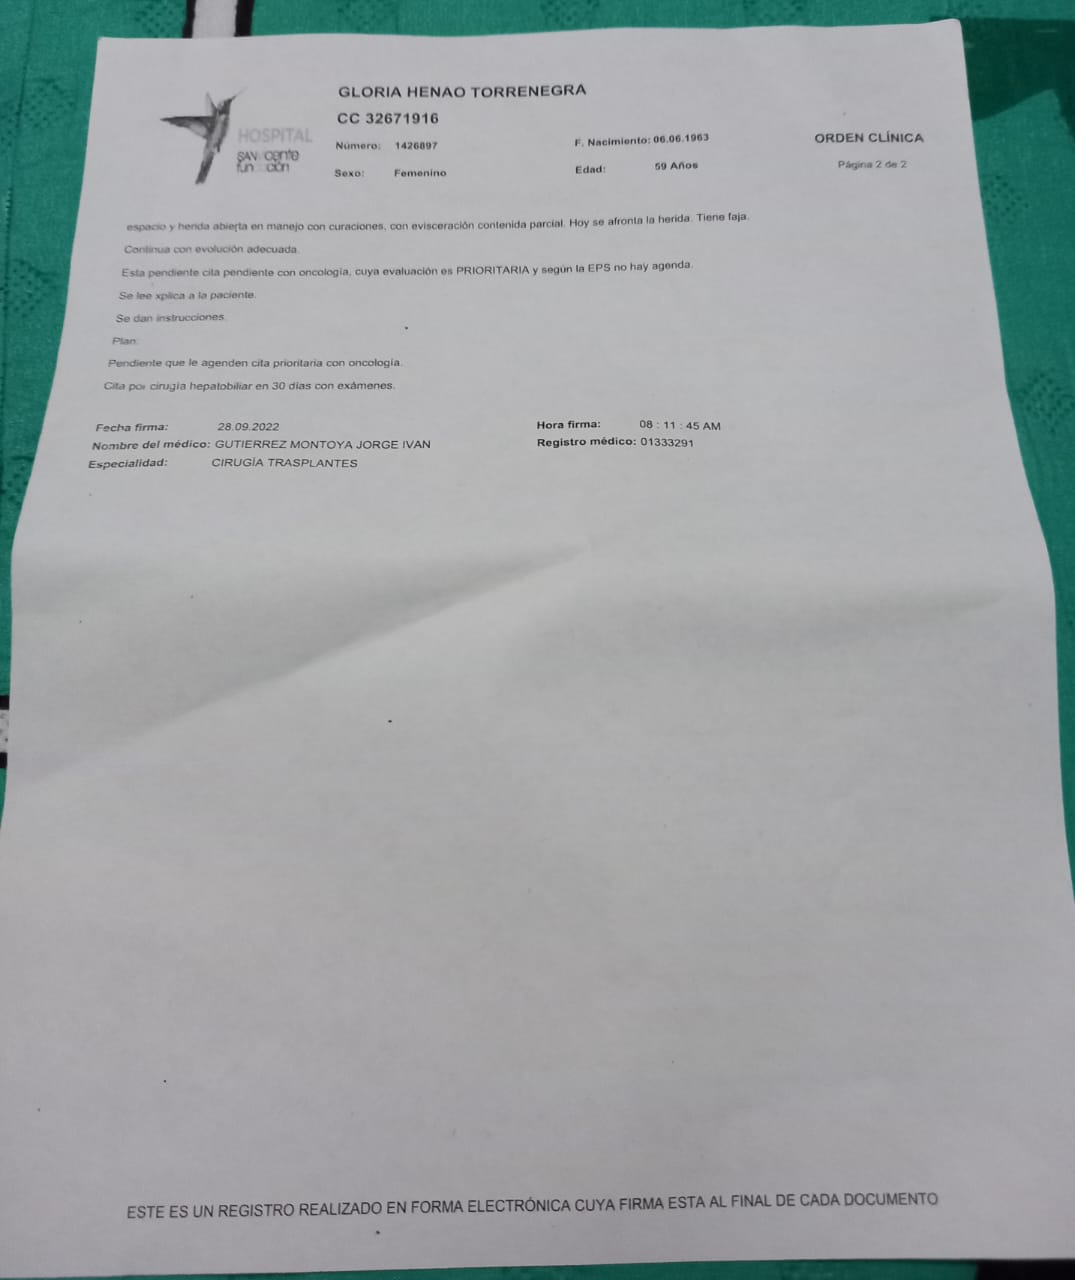 GLORIA HENAO TORRENEGRA
CC 32671916
HOSPITAL
SAN vicente
fundación
Número: 1426897
F. Nacimiento: 06.06.1963
ORDEN CLÍNICA
Sexo: Femenino
Edad: 59 Años
Página 2 de 2
espacio y herida abierta en manejo con curaciones, con evisceración contenida parcial. Hoy se afronta la herida. Tiene faja.
Continua con evolución adecuada.
Esta pendiente cita pendiente con oncología, cuya evaluación es PRIORITARIA y según la EPS no hay agenda.
Se lee xplica a la paciente.
Se dan instrucciones.
Plan:
Pendiente que le agenden cita prioritaria con oncología.
Cita por cirugía hepatobiliar en 30 días con exámenes.
Fecha firma: 28.09.2022 Hora firma: 08 : 11 : 45 AM
Nombre del médico: GUTIERREZ MONTOYA JORGE IVAN Registro médico: 01333291
Especialidad: CIRUGÍA TRASPLANTES
ESTE ES UN REGISTRO REALIZADO EN FORMA ELECTRÓNICA CUYA FIRMA ESTA AL FINAL DE CADA DOCUMENTO